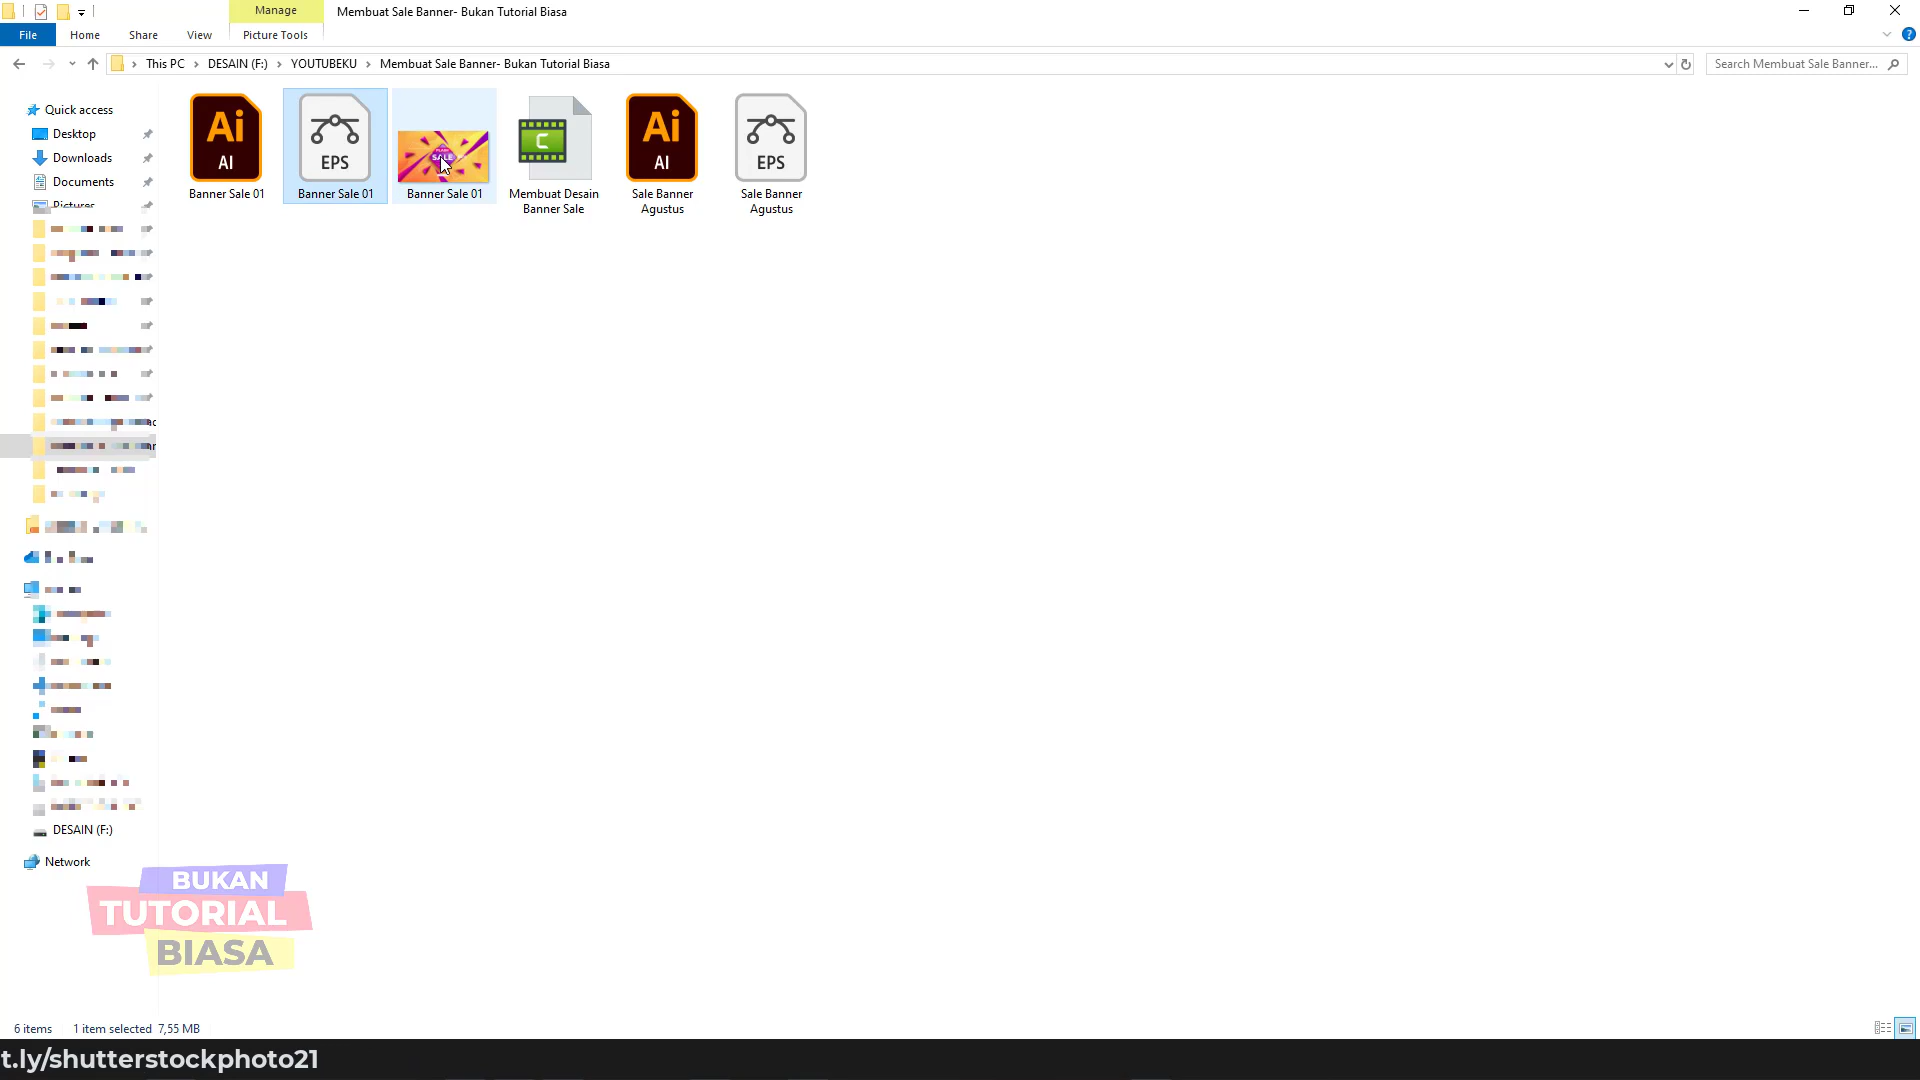 Manage
Membuat Sale Banner- Bukan Tutorial Biasa
File
Home
Share
View
Picture Tools
This PC
DESAIN (F:)
YOUTUBEKU
Membuat Sale Banner- Bukan Tutorial Biasa
Search Membuat Sale Banner...
Quick access
Desktop
Downloads
Documents
Pictures
DESAIN (F:)
Network
Ai
AI
Banner Sale 01
EPS
Banner Sale 01
SALE
Banner Sale 01
C
Membuat Desain
Banner Sale
Ai
AI
Sale Banner
Agustus
EPS
Sale Banner
Agustus
BUKAN
TUTORIAL
BIASA
6 items
1 item selected 7,55 MB
t.ly/shutterstockphoto21